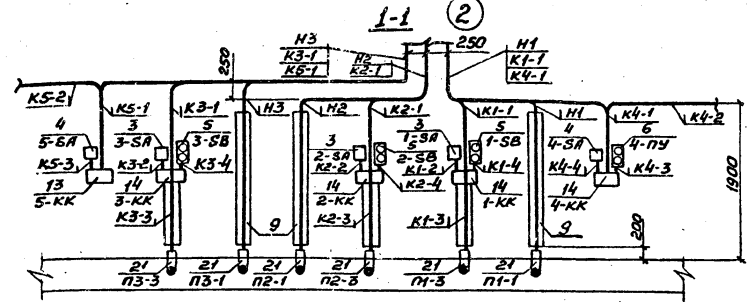 1-1
2
Н3
К3-1
К5-1
Н2
К2-1
250
Н1
К1-1
К4-1
250
К5-2
К5-1
К3-1
Н3
Н2
К2-1
К1-1
Н1
К4-1
К4-2
4
5-SA
3
3-SA
5
3-SB
3
2-SA
5
2-SB
3
1-SA
5
1-SB
4
4-SA
6
4-ПУ
К5-3
К3-2
К3-4
К2-2
К2-4
К1-2
К1-4
К4-4
К4-3
13
5-КК
14
3-КК
14
2-КК
14
1-КК
14
4-КК
К3-3
9
К2-3
К1-3
9
1900
200
21
П3-3
21
П3-1
21
П2-1
21
П2-3
21
П1-3
21
П1-1